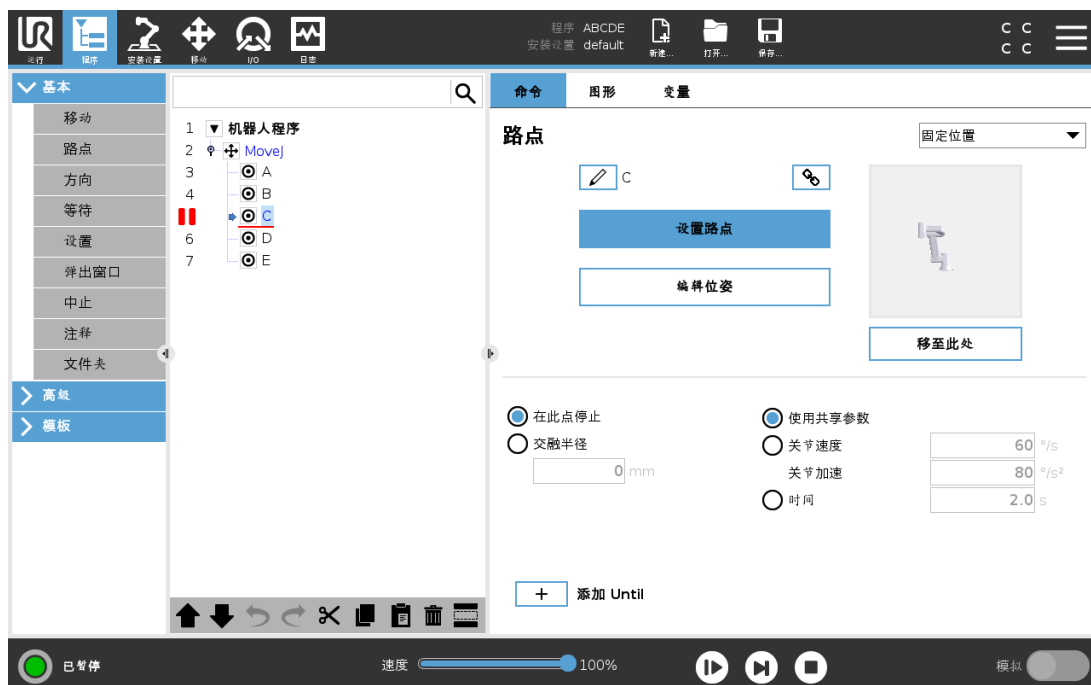 程序 ABCDE
安装设置 default
C C
C C
运行 程序 安装设置 移动 I/O 日志 新建... 打开... 保存...
基本
移动
路点
方向
等待
设置
弹出窗口
中止
注释
文件夹
高级
模板
1 机器人程序
2 MoveJ
3 A
4 B
C
6 D
7 E
命令 图形 变量
路点
固定位置
C
设置路点
编辑位姿
移至此处
在此点停止
交融半径
0 mm
使用共享参数
关节速度 60 °/s
关节加速 80 °/s²
时间 2.0 s
+ 添加 Until
已暂停
速度 100%
模拟